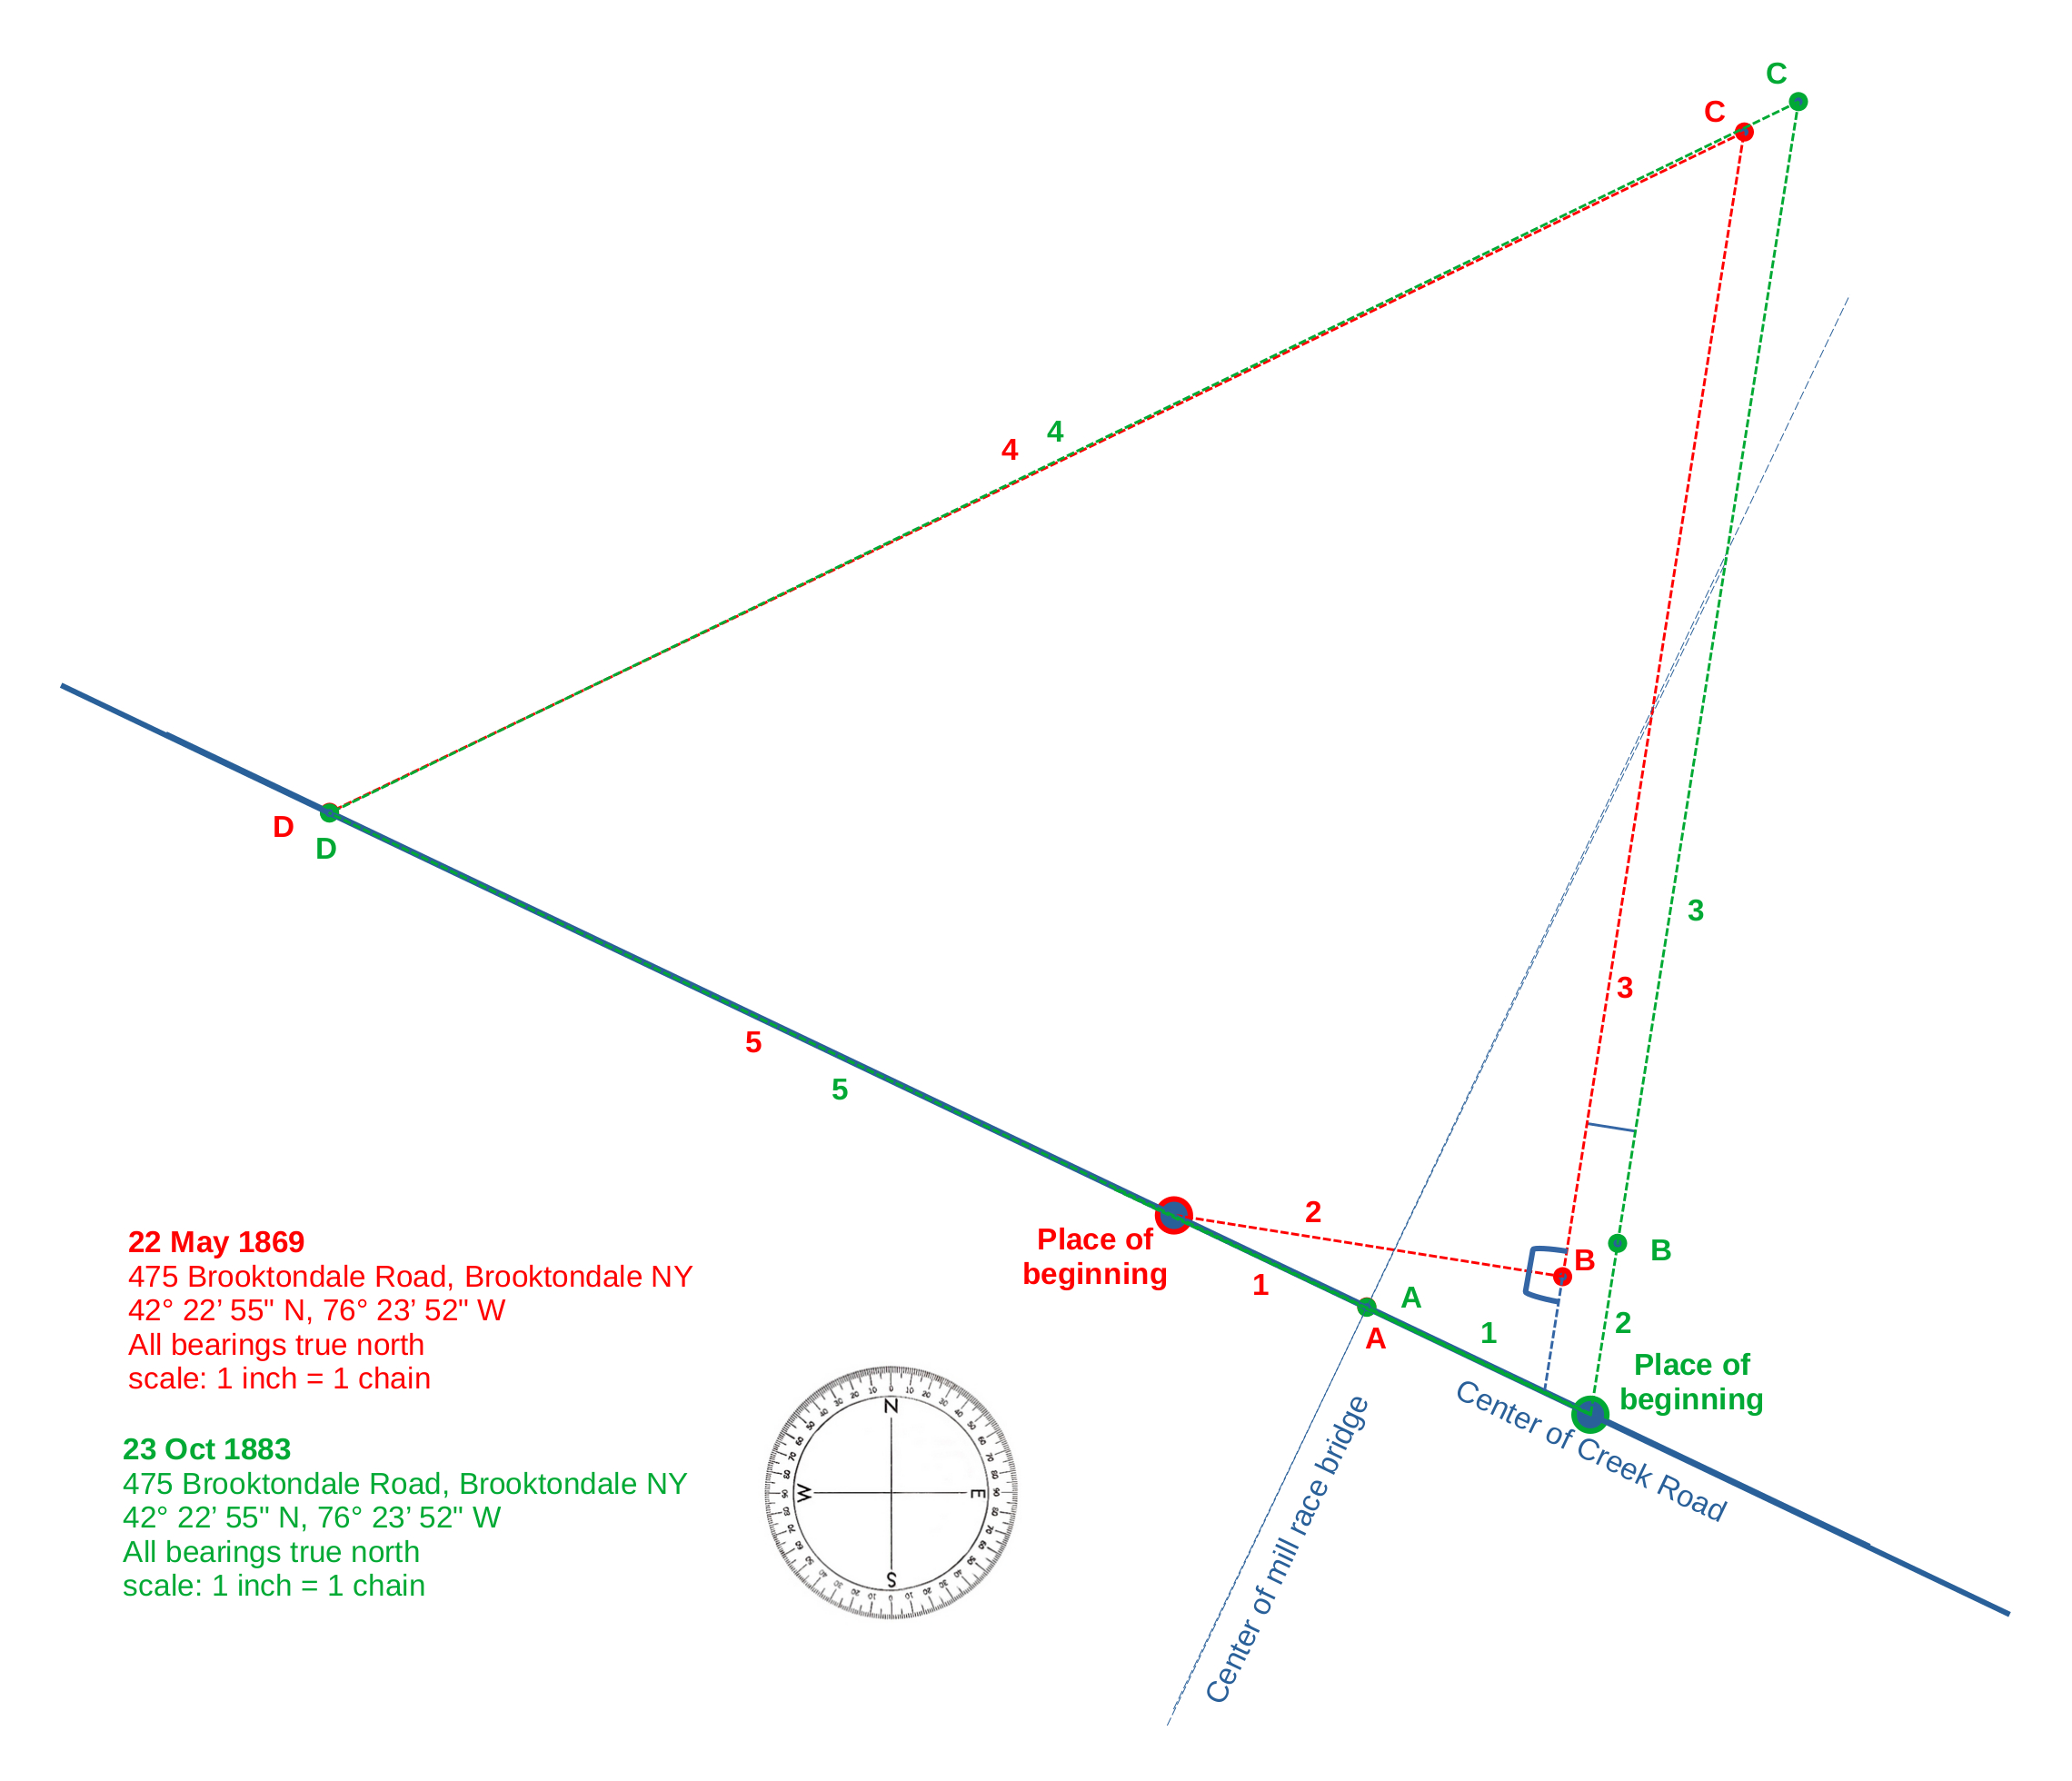 C
C
4
4
D
D
3
3
5
5
2
B
B
Place of
beginning
1
A
A
1
2
Place of
beginning
Center of Creek Road
Center of mill race bridge
22 May 1869
475 Brooktondale Road, Brooktondale NY
42° 22’ 55" N, 76° 23’ 52" W
All bearings true north
scale: 1 inch = 1 chain
23 Oct 1883
475 Brooktondale Road, Brooktondale NY
42° 22’ 55" N, 76° 23’ 52" W
All bearings true north
scale: 1 inch = 1 chain
N
W
E
S